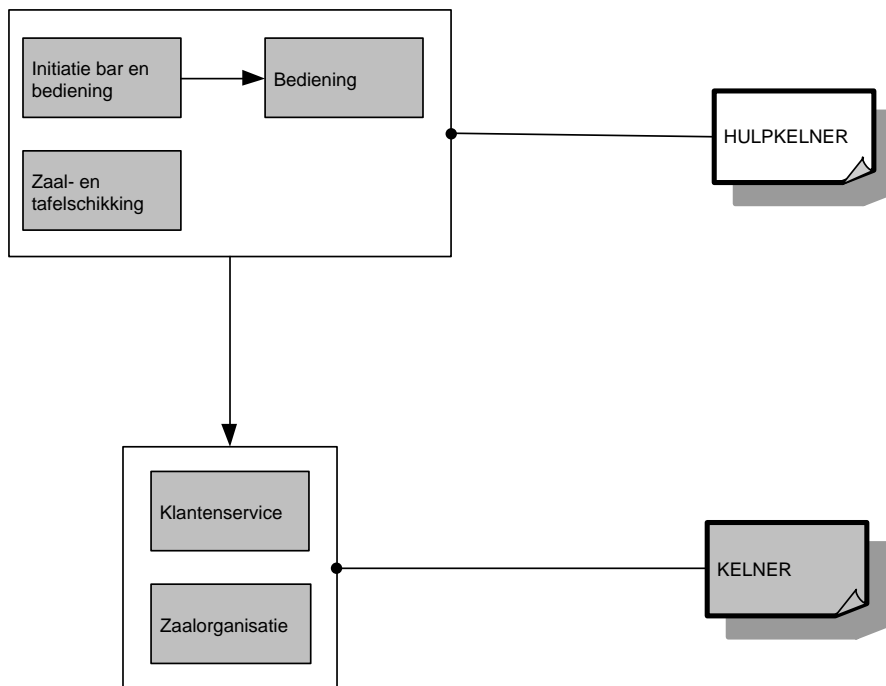 Initiatie bar en
bediening
Bediening
HULPKELNER
Zaal- en
tafelschikking
Klantenservice
KELNER
Zaalorganisatie